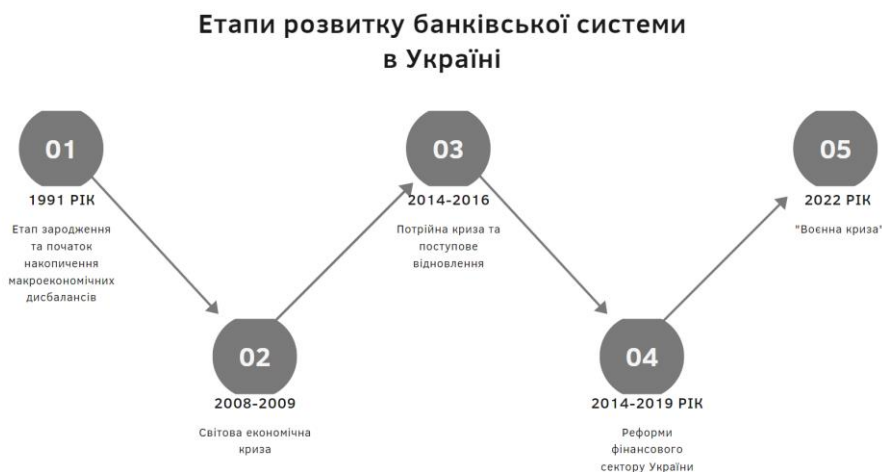 Етапи розвитку банківської системи
в Україні
01
1991 РІК
Етап зародження
та початок
накопичення
макроекономічних
дисбалансів
02
2008-2009
Світова економічна
криза
03
2014-2016
Потрійна криза та
поступове
відновлення
04
2014-2019 РІК
Реформи
фінансового
сектору України
05
2022 РІК
"Воєнна криза"